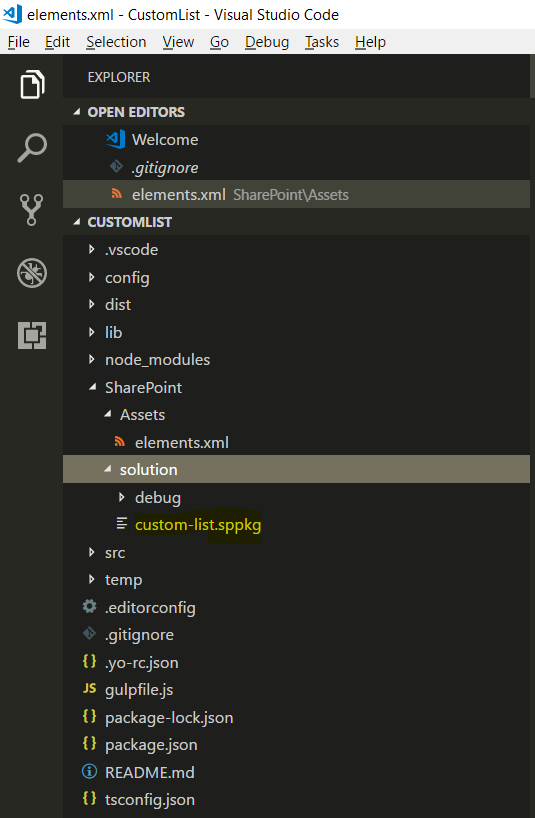 elements.xml - CustomList - Visual Studio Code
File Edit Selection View Go Debug Tasks Help
EXPLORER
OPEN EDITORS
Welcome
.gitignore
elements.xml SharePoint\Assets
CUSTOMLIST
.vscode
config
dist
lib
node_modules
SharePoint
Assets
elements.xml
solution
debug
custom-list.sppkg
src
temp
.editorconfig
.gitignore
{} .yo-rc.json
JS gulpfile.js
{} package-lock.json
{} package.json
README.md
{} tsconfig.json